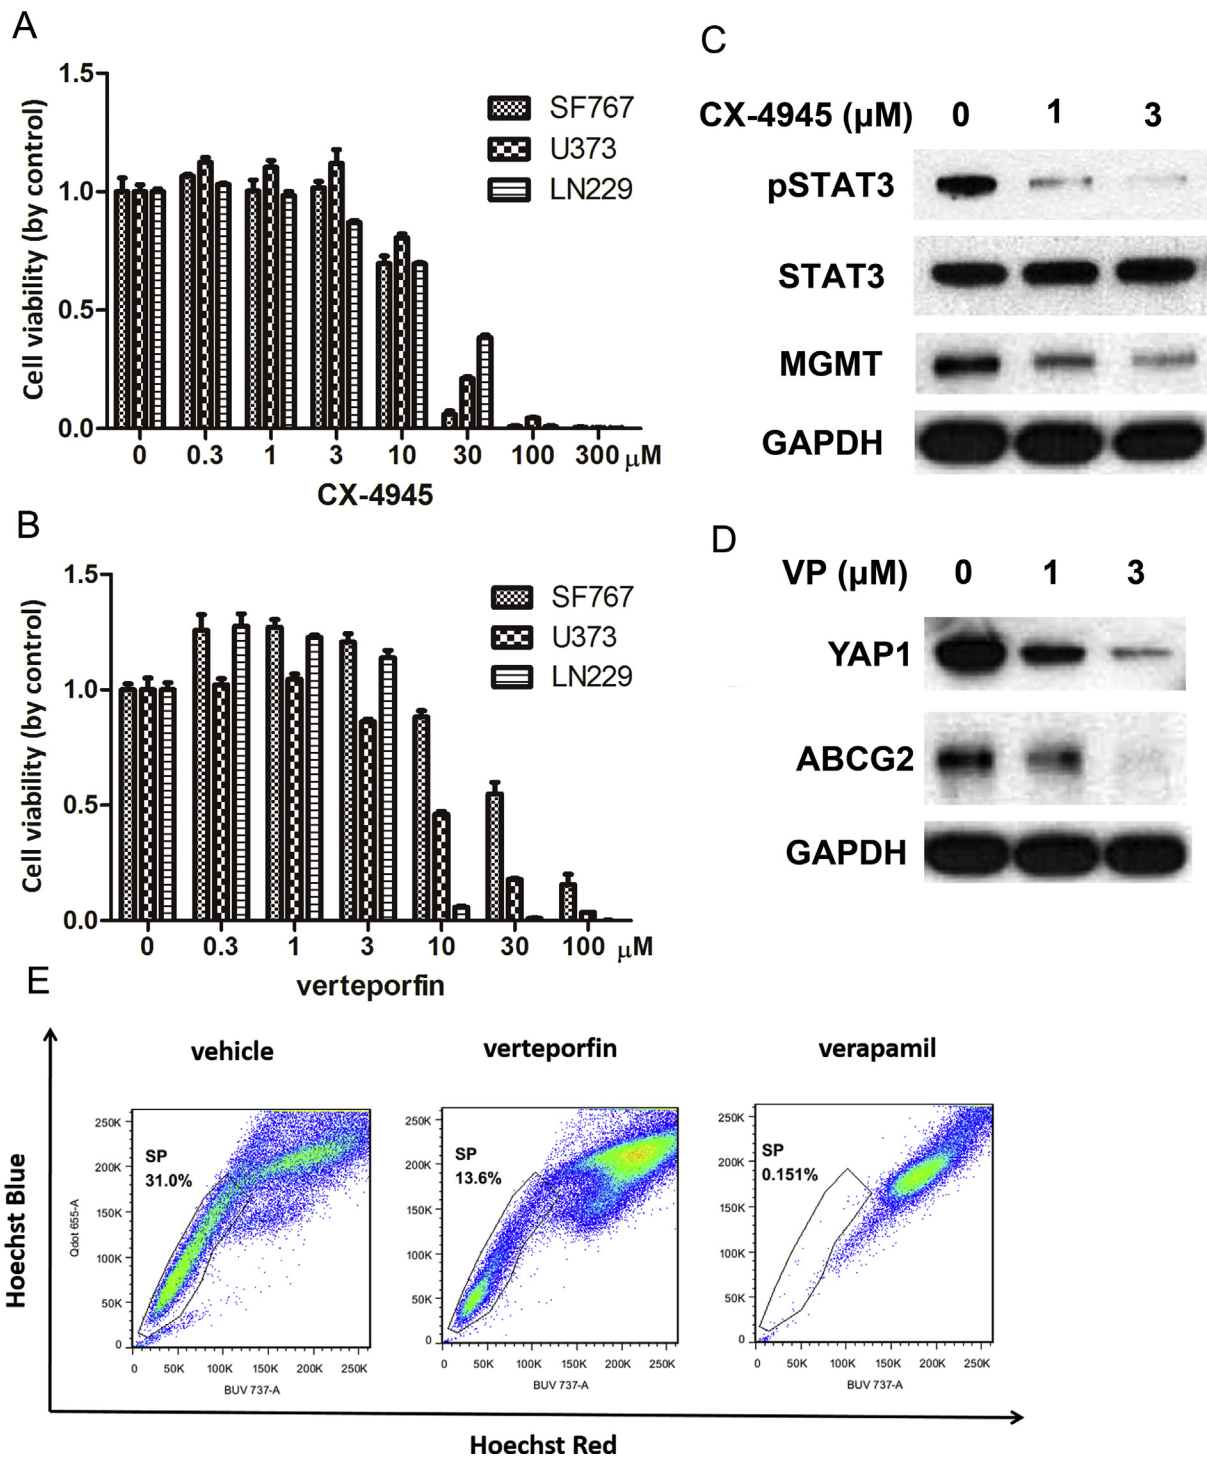 A
Cell viability (by control)
1.5
1.0
0.5
0.0
SF767
U373
LN229
0 0.3 1 3 10 30 100 300 μM
CX-4945
B
Cell viability (by control)
1.5
1.0
0.5
0.0
SF767
U373
LN229
0 0.3 1 3 10 30 100 μM
verteporfin
C
CX-4945 (μM) 0 1 3
pSTAT3
STAT3
MGMT
GAPDH
D
VP (μM) 0 1 3
YAP1
ABCG2
GAPDH
E
Hoechst Blue
vehicle
Qdot 655-A
250K
200K
150K
100K
50K
0
SP
31.0%
0 50K 100K 150K 200K 250K
BUV 737-A
verteporfin
250K
200K
150K
100K
50K
0
SP
13.6%
0 50K 100K 150K 200K 250K
BUV 737-A
verapamil
250K
200K
150K
100K
50K
0
SP
0.151%
0 50K 100K 150K 200K 250K
BUV 737-A
Hoechst Red